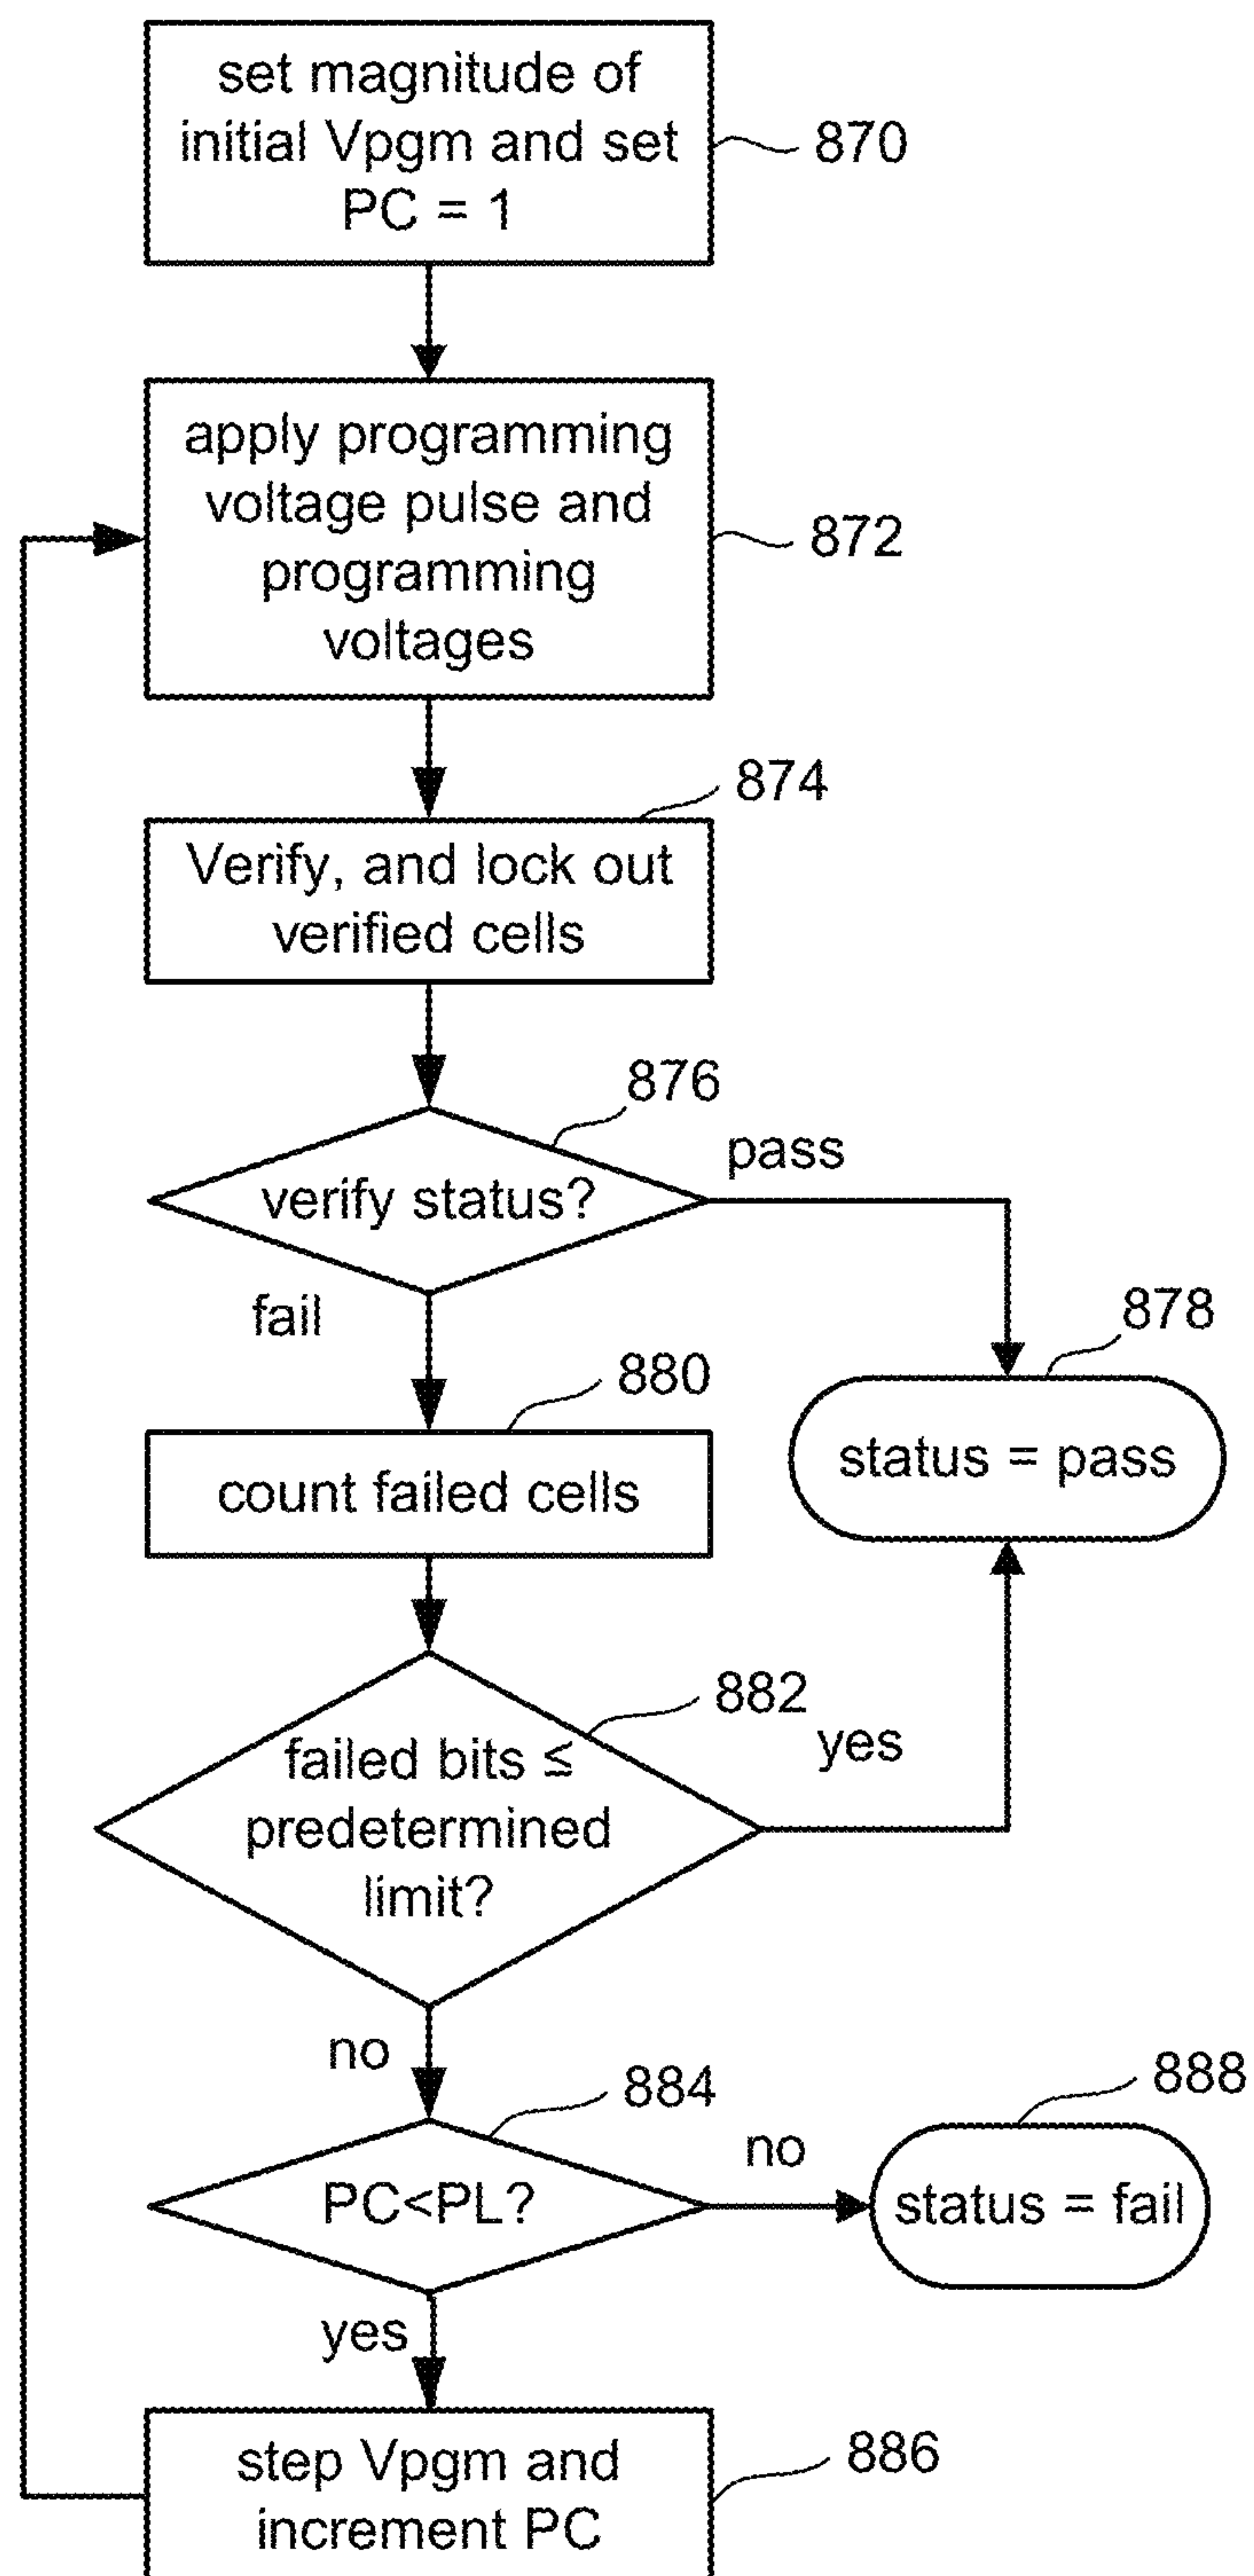 set magnitude of
initial Vpgm and set
PC = 1
870
apply programming
voltage pulse and
programming
voltages
872
874
Verify, and lock out
verified cells
876
pass
verify status?
fail
878
880
status = pass
count failed cells
882
yes
failed bits ≤
predetermined
limit?
no
884
888
no
PC<PL?
status = fail
yes
step Vpgm and
increment PC
886